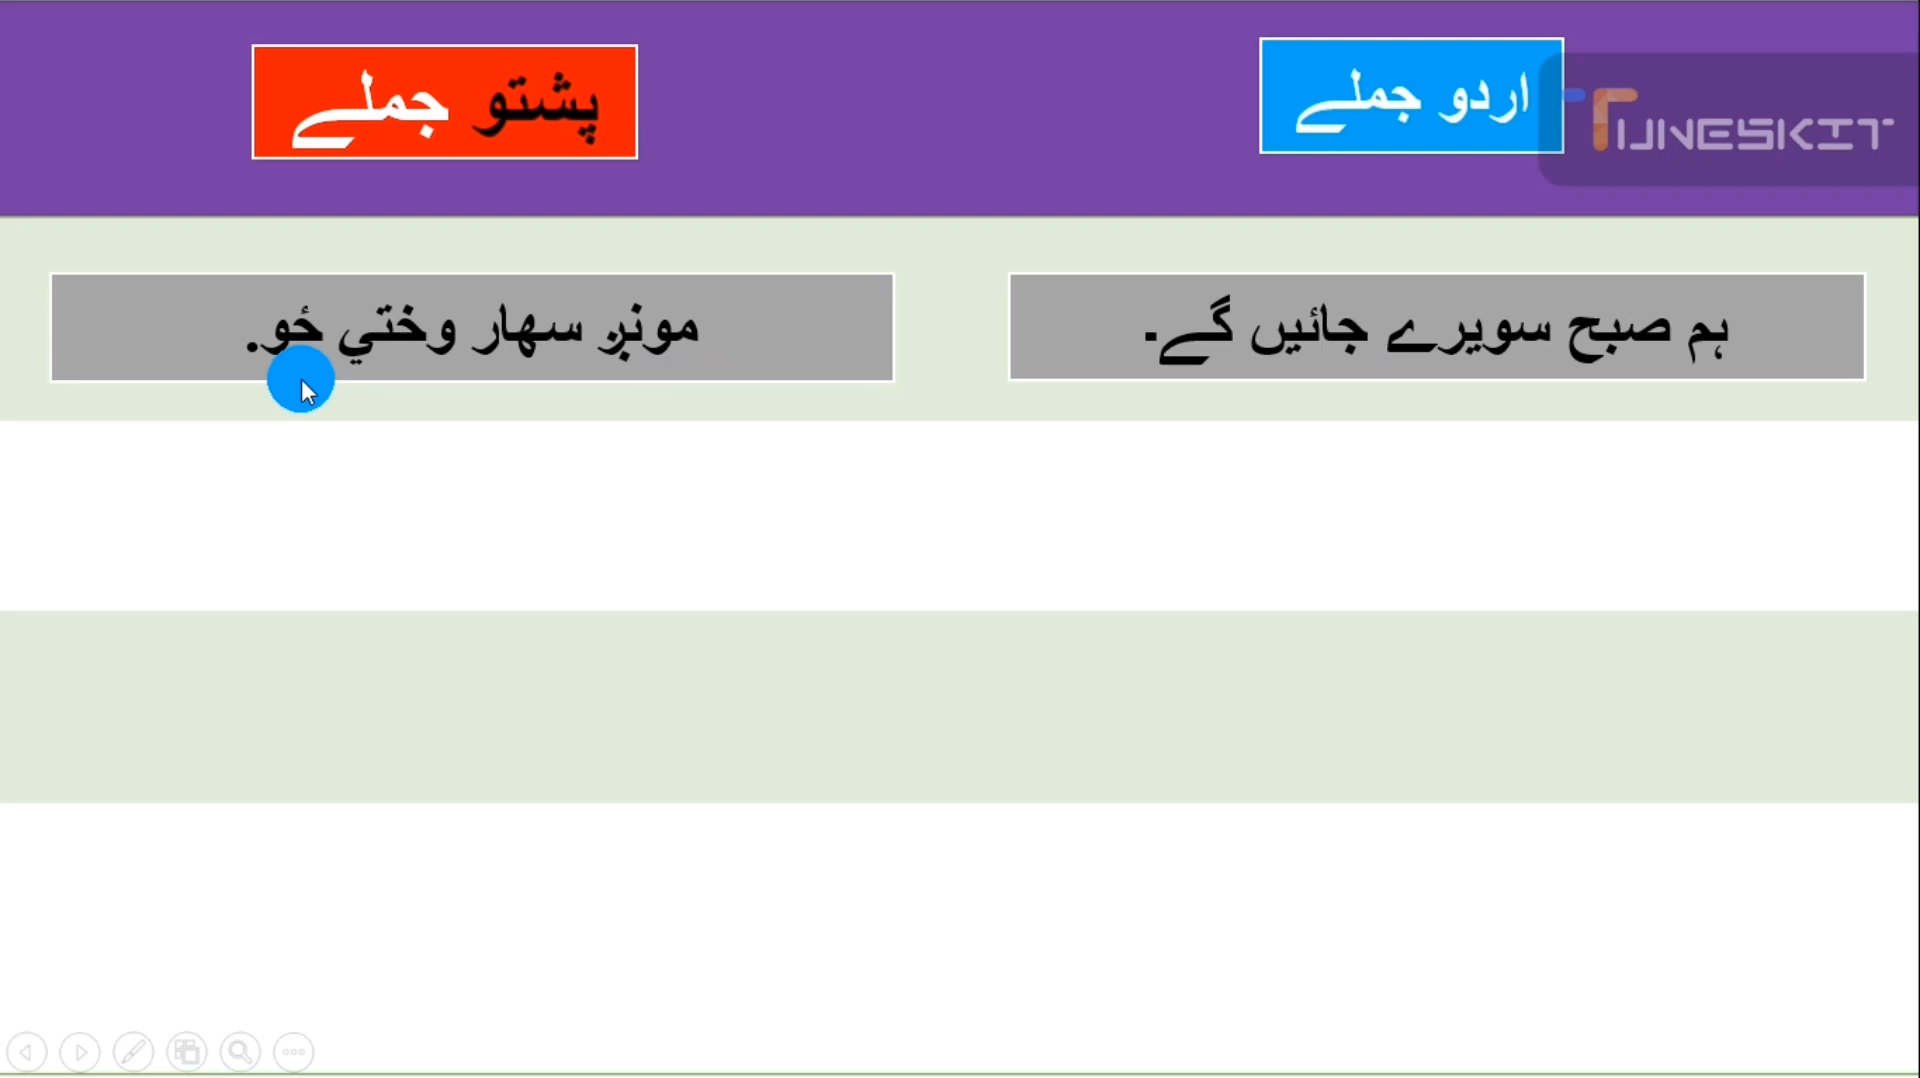 اردو جملے
پشتو جملے
TUNESKIT
ہم صبح سویرے جائیں گے.
مونږ سهار وختي ځو.